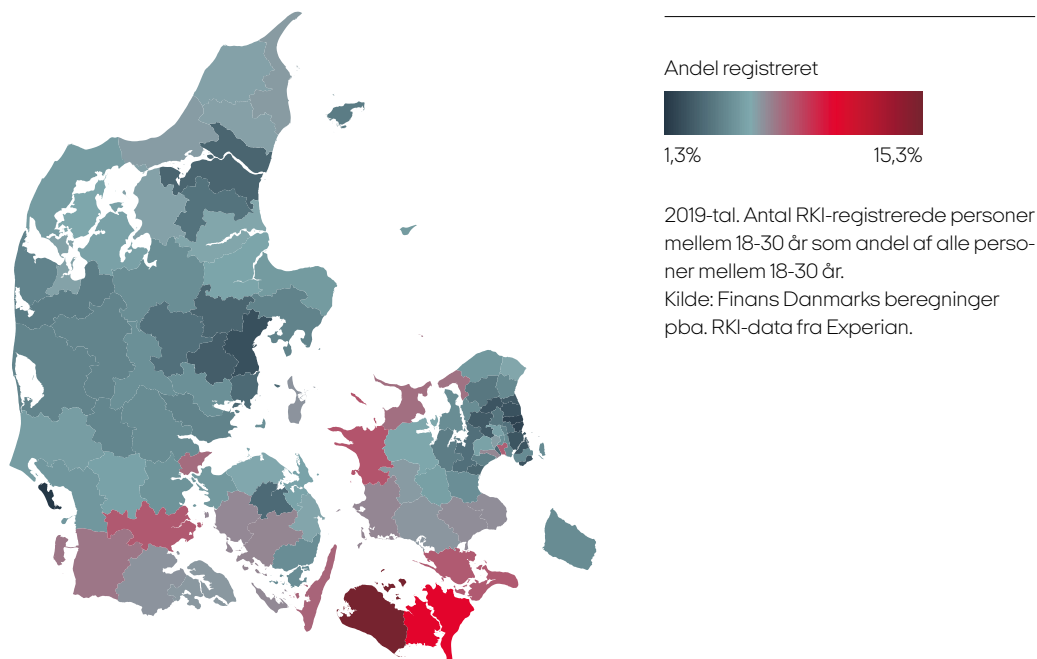 Andel registreret
1,3%
15,3%
2019-tal. Antal RKI-registrerede personer
mellem 18-30 år som andel af alle perso-
ner mellem 18-30 år.
Kilde: Finans Danmarks beregninger
pba. RKI-data fra Experian.